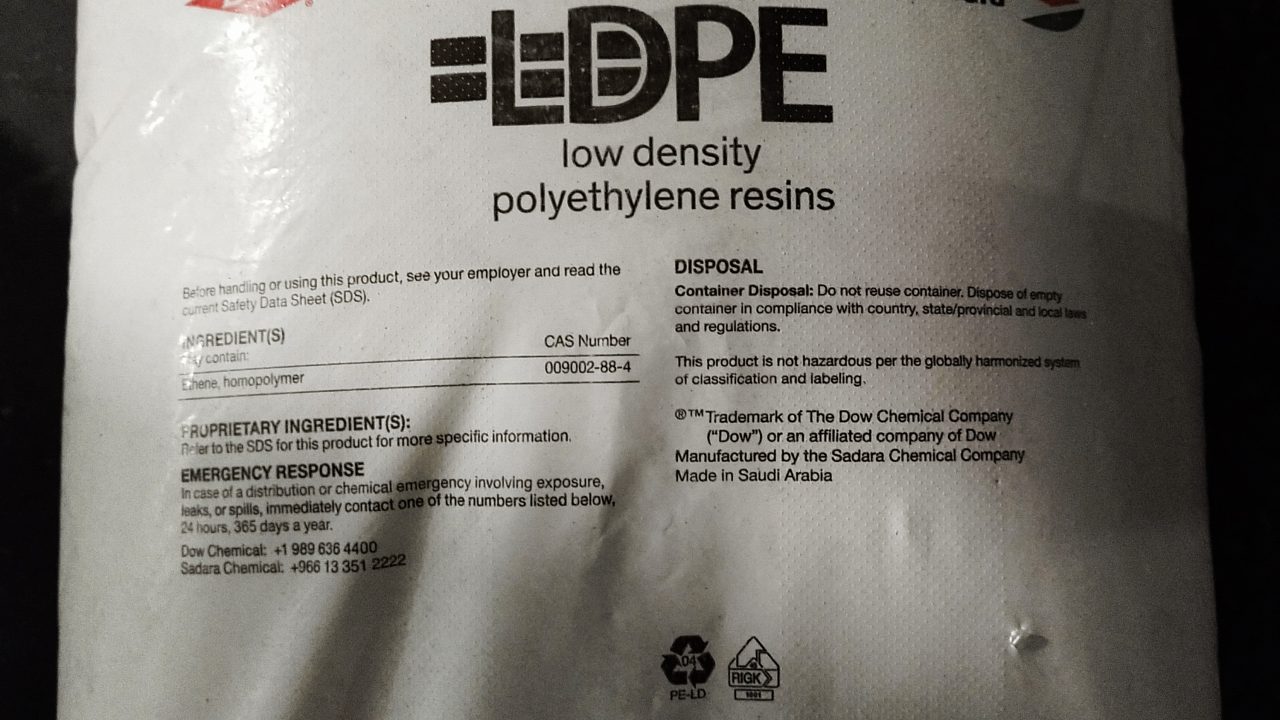 LDPE
low density
polyethylene resins
Before handling or using this product, see your employer and read the
current Safety Data Sheet (SDS).
INGREDIENT(S) CAS Number
May contain:
Ethene, homopolymer 009002-88-4
PROPRIETARY INGREDIENT(S):
Refer to the SDS for this product for more specific information.
EMERGENCY RESPONSE
In case of a distribution or chemical emergency involving exposure,
leaks, or spills, immediately contact one of the numbers listed below,
24 hours, 365 days a year.
Dow Chemical: +1 989 636 4400
Sadara Chemical: +966 13 351 2222
DISPOSAL
Container Disposal: Do not reuse container. Dispose of empty
container in compliance with country, state/provincial and local laws
and regulations.
This product is not hazardous per the globally harmonized system
of classification and labeling.
®™Trademark of The Dow Chemical Company
("Dow") or an affiliated company of Dow
Manufactured by the Sadara Chemical Company
Made in Saudi Arabia
04
PE-LD
RIGK